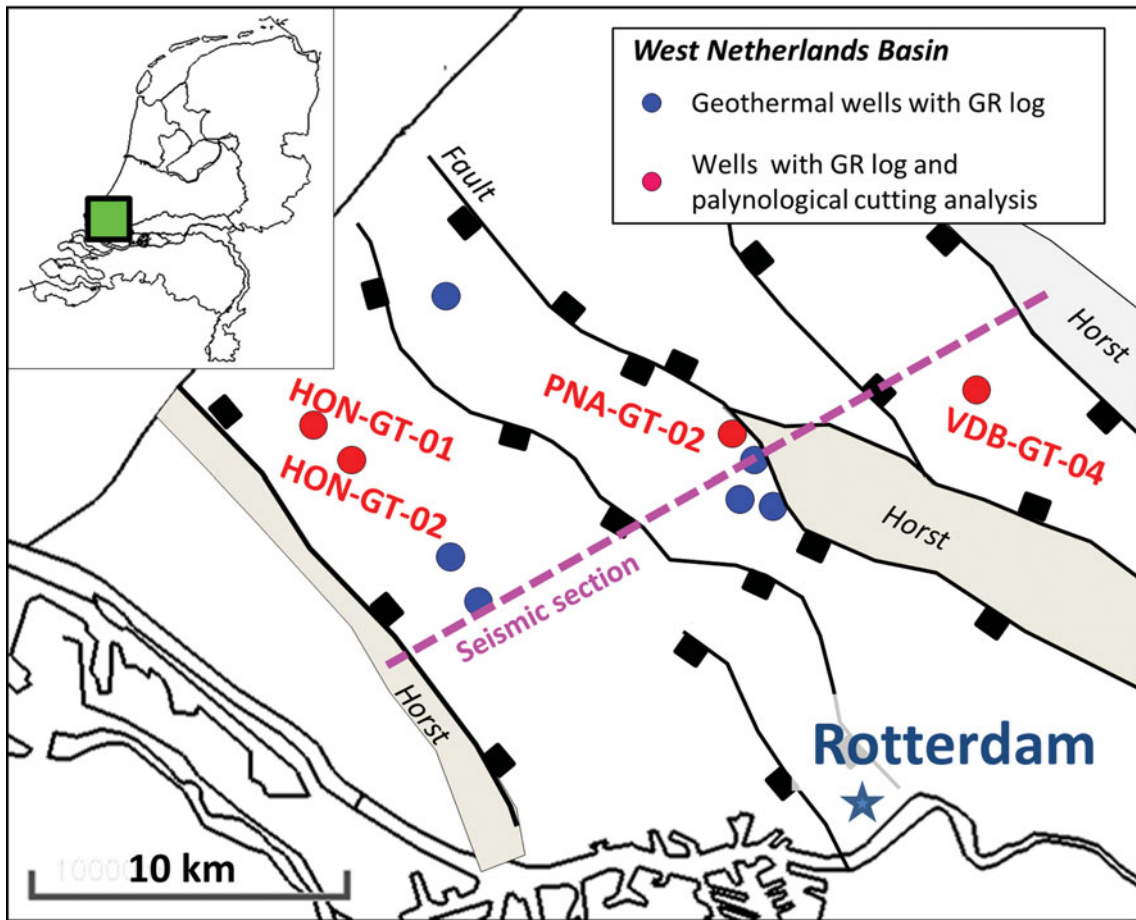 West Netherlands Basin
Geothermal wells with GR log
Wells with GR log and
palynological cutting analysis
Fault
Horst
HON-GT-01
PNA-GT-02
VDB-GT-04
HON-GT-02
Horst
Seismic section
Horst
Rotterdam
10 km